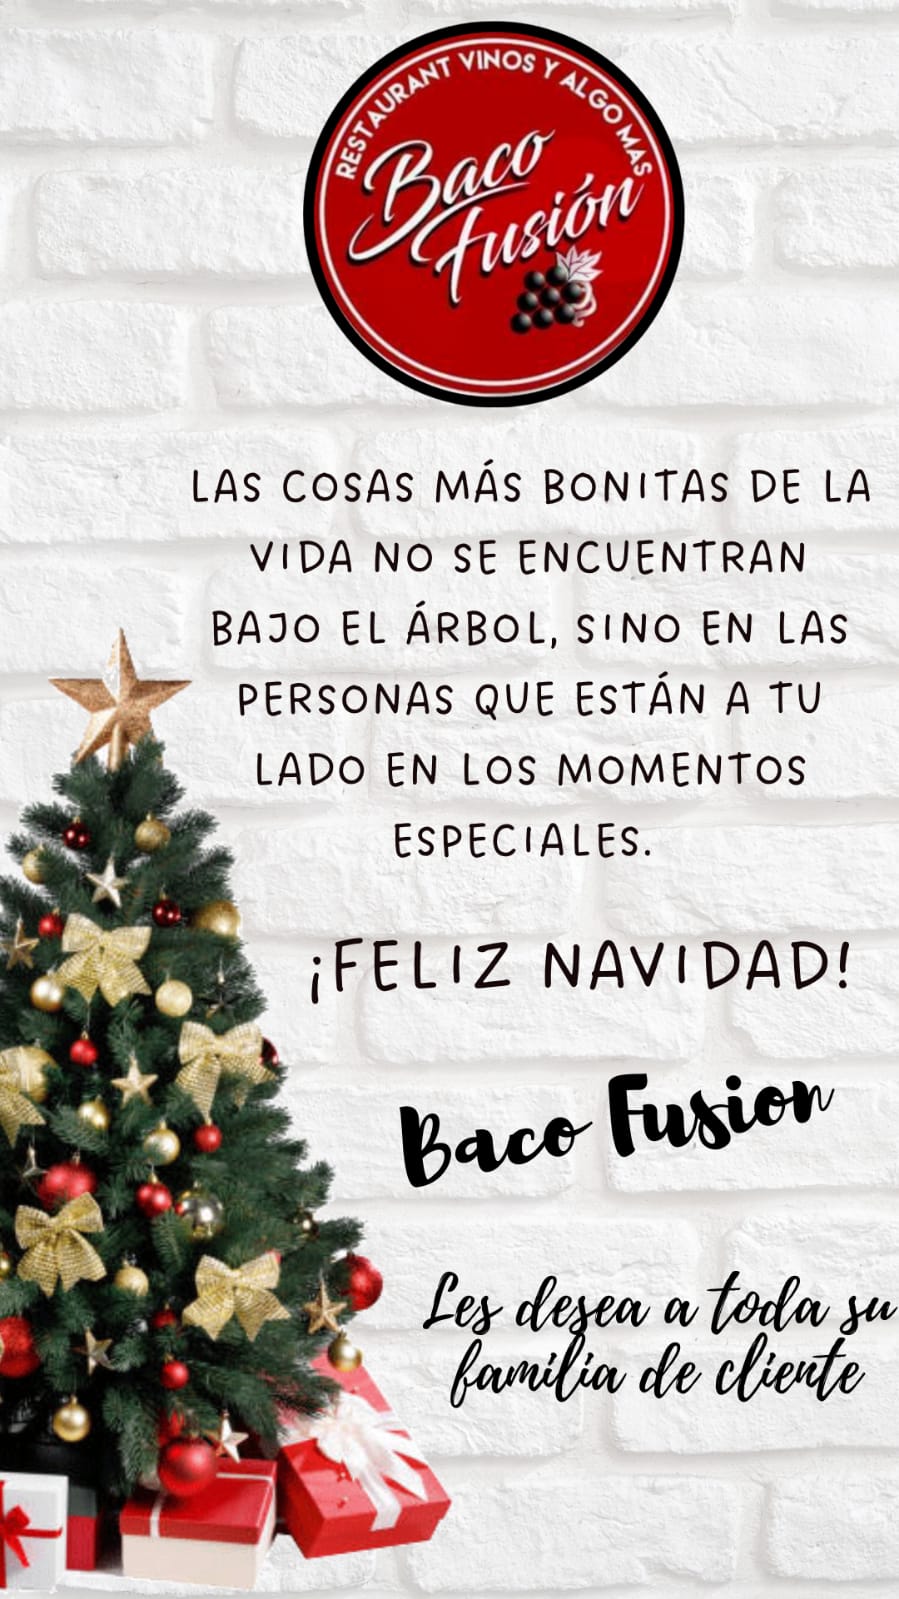 RESTAURANT VINOS Y ALGO MAS
Baco
Fusión
LAS COSAS MÁS BONITAS DE LA
VIDA NO SE ENCUENTRAN
BAJO EL ÁRBOL, SINO EN LAS
PERSONAS QUE ESTÁN A TU
LADO EN LOS MOMENTOS
ESPECIALES.
¡FELIZ NAVIDAD!
Baco Fusion
Les desea a toda su
familia de cliente